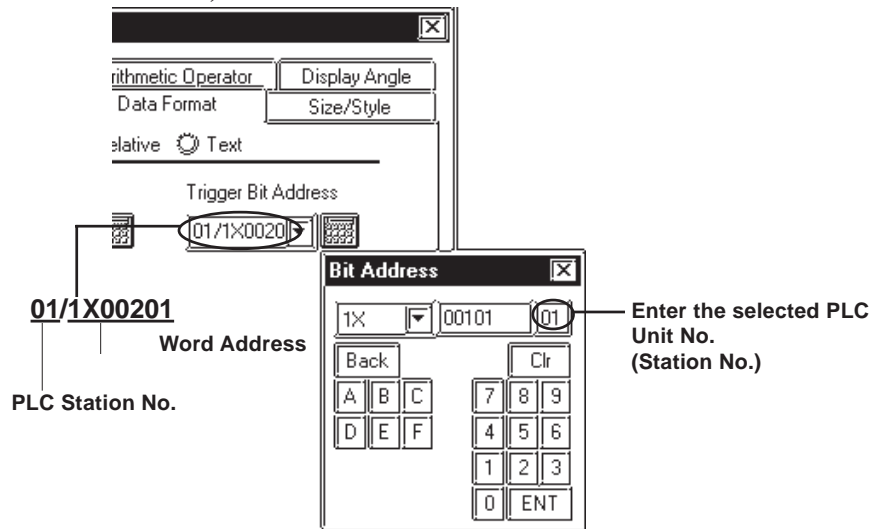 rithmetic Operator Display Angle
Data Format Size/Style
elative Text
Trigger Bit Address
01/1X0020
Bit Address
1X 00101 01
Enter the selected PLC
Unit No.
(Station No.)
01/1X00201
Word Address
PLC Station No.
Back Clr
A B C 7 8 9
D E F 4 5 6
1 2 3
0 ENT